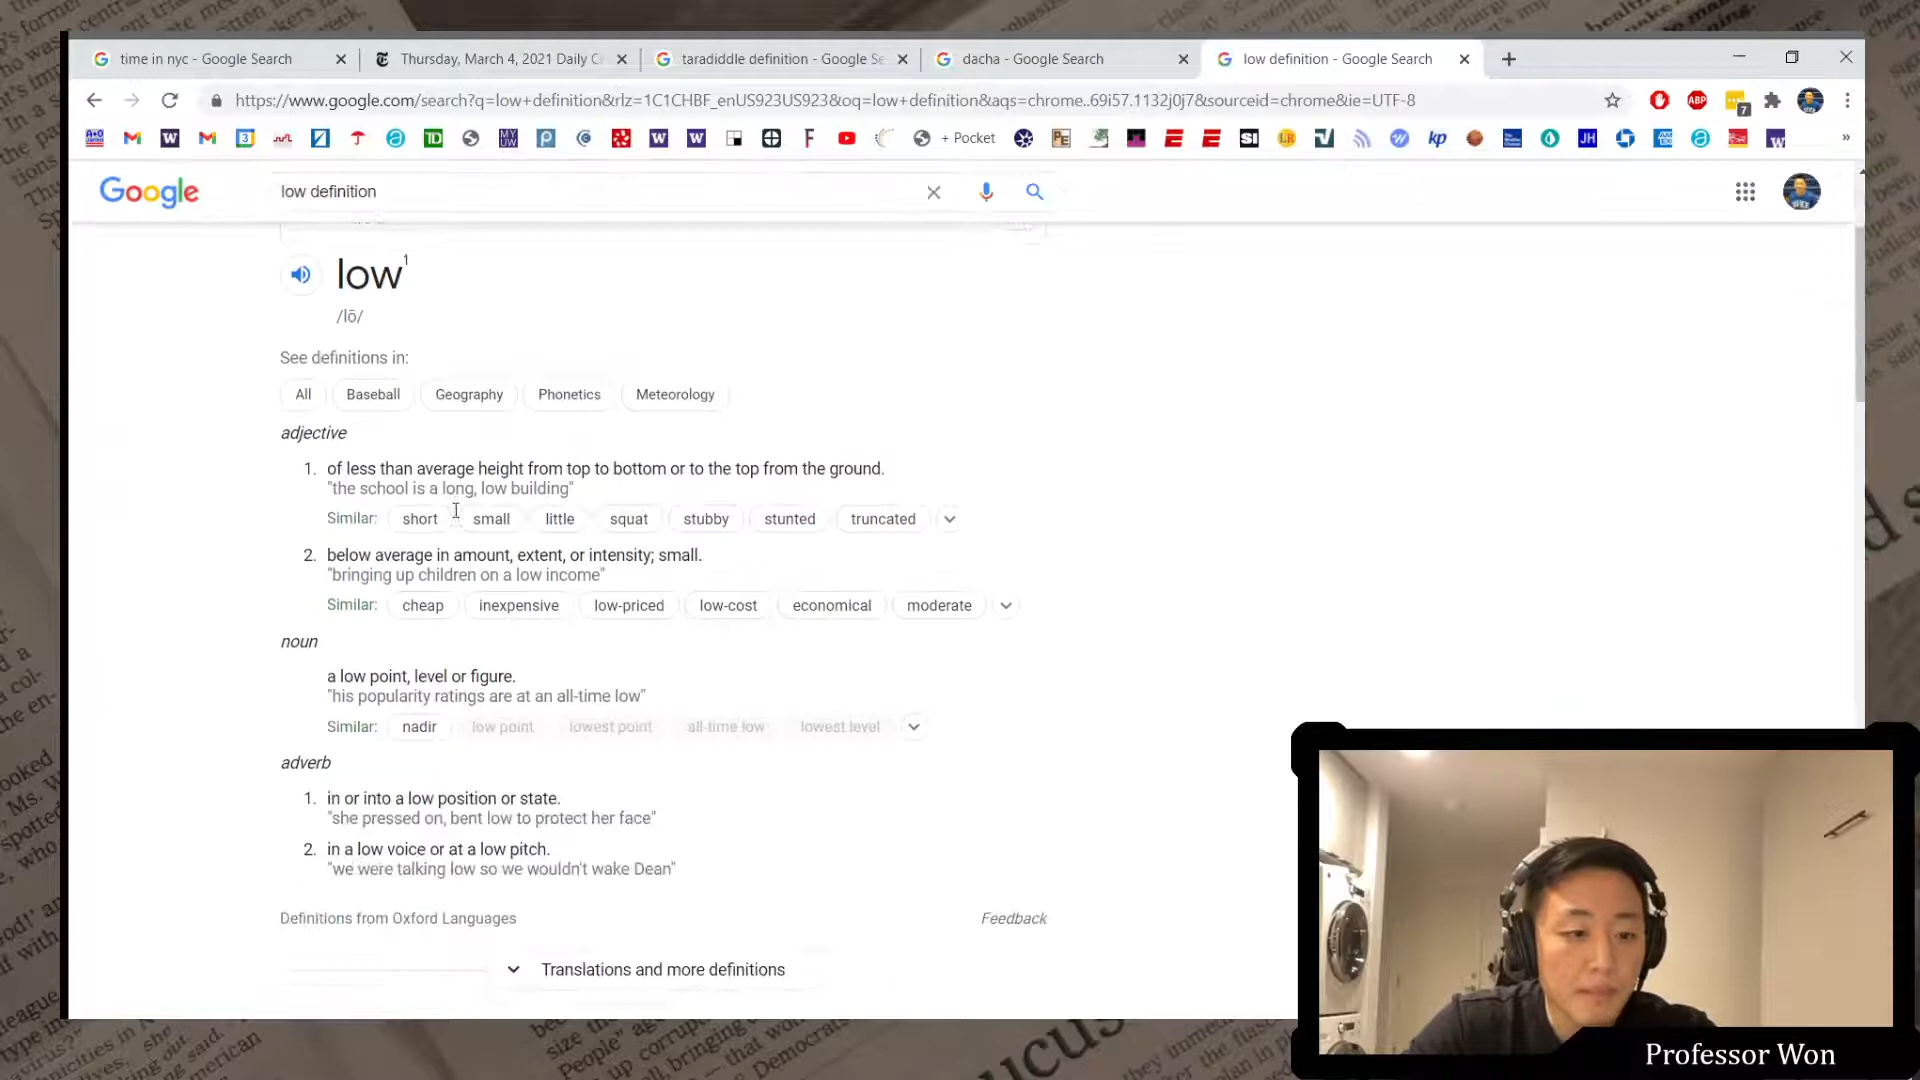 time in nyc - Google Search
Thursday, March 4, 2021 Daily C
taradiddle definition - Google Se
dacha - Google Search
low definition - Google Search
https://www.google.com/search?q=low+definition&rlz=1C1CHBF_enUS923US923&oq=low+definition&aqs=chrome..69i57.1132j0j7&sourceid=chrome&ie=UTF-8
ABP
7
+ Pocket
Google
low definition
low1
/lō/
See definitions in:
All Baseball Geography Phonetics Meteorology
adjective
1. of less than average height from top to bottom or to the top from the ground.
"the school is a long, low building"
Similar: short small little squat stubby stunted truncated
2. below average in amount, extent, or intensity; small.
"bringing up children on a low income"
Similar: cheap inexpensive low-priced low-cost economical moderate
noun
a low point, level or figure.
"his popularity ratings are at an all-time low"
Similar: nadir low point lowest point all-time low lowest level
adverb
1. in or into a low position or state.
"she pressed on, bent low to protect her face"
2. in a low voice or at a low pitch.
"we were talking low so we wouldn't wake Dean"
Definitions from Oxford Languages
Feedback
Translations and more definitions
Professor Won